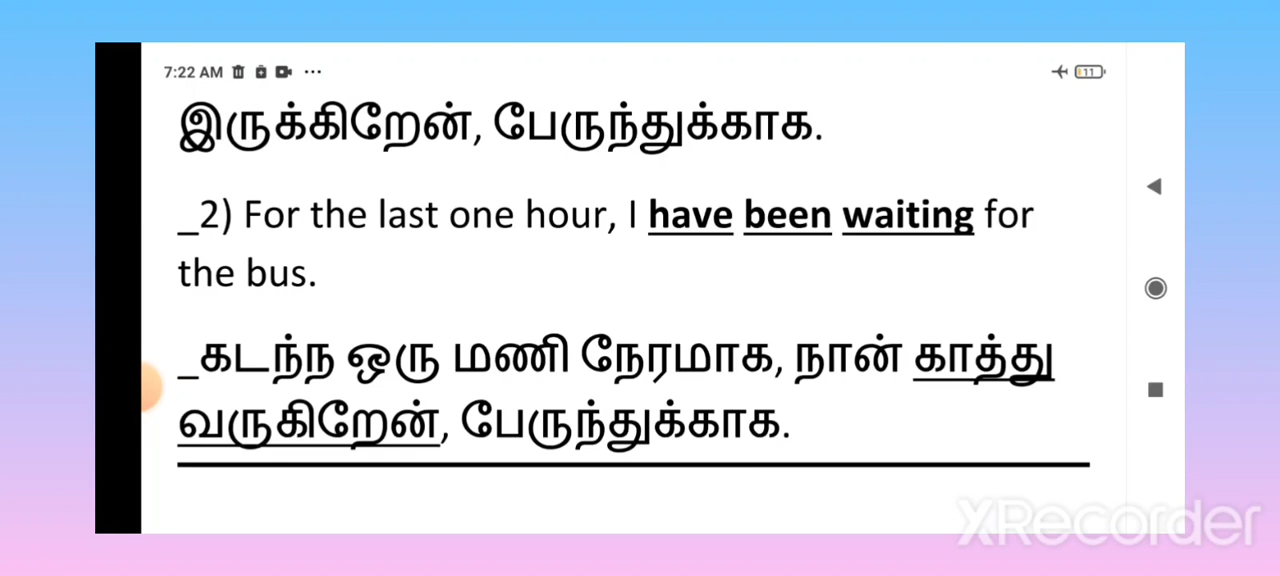 7:22 AM ... 11
இருக்கிறேன், பேருந்துக்காக.
_2) For the last one hour, I have been waiting for
the bus.
_கடந்ந ஒரு மணி நேரமாக, நான் காத்து
வருகிறேன், பேருந்துக்காக.
XRecorder